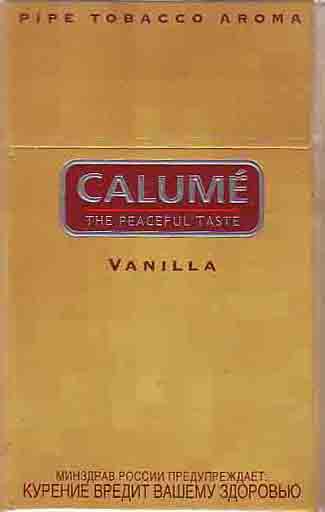 PIPE TOBACCO AROMA
CALUMÉ
THE PEACEFUL TASTE
VANILLA
МИНЗДРАВ РОССИИ ПРЕДУПРЕЖДАЕТ:
КУРЕНИЕ ВРЕДИТ ВАШЕМУ ЗДОРОВЬЮ